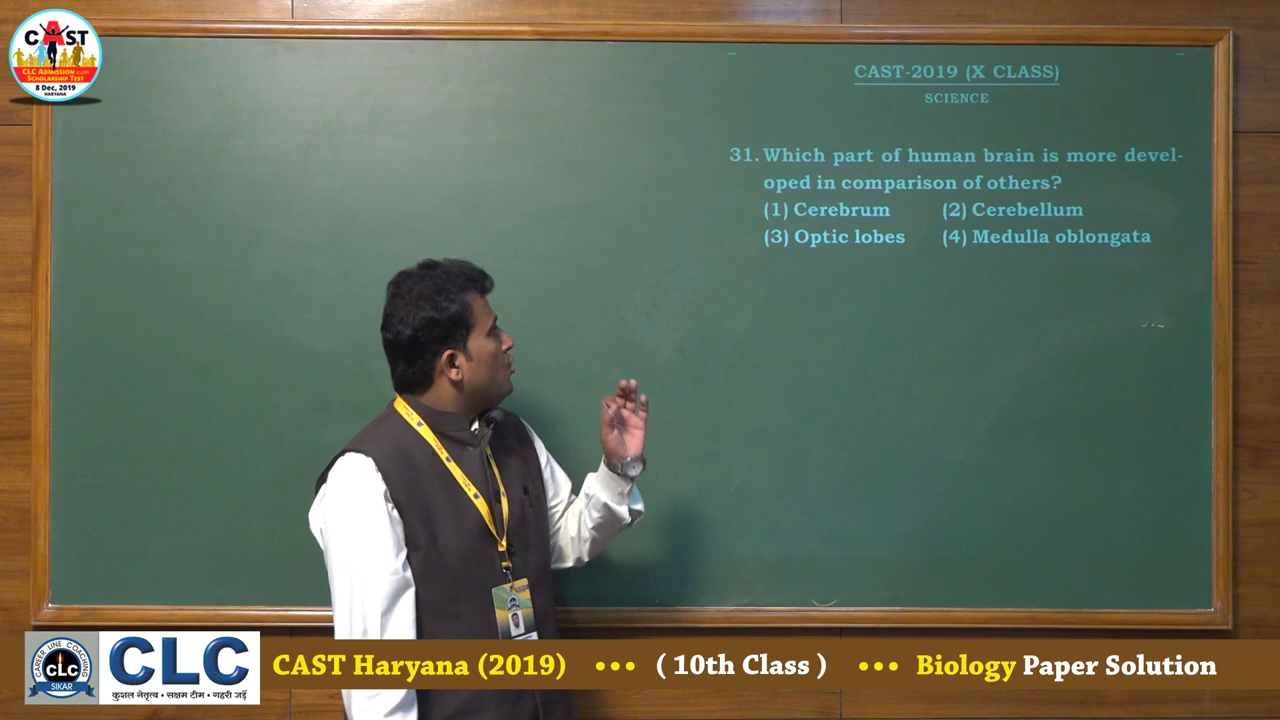 CAST
CLC ADMISSION cum
SCHOLARSHIP TEST
8 Dec, 2019
HARYANA
CAST-2019 (X CLASS)
SCIENCE
31. Which part of human brain is more devel-
oped in comparison of others?
(1) Cerebrum (2) Cerebellum
(3) Optic lobes (4) Medulla oblongata
CAREER LINE COACHING
CLC
SIKAR
CLC
कुशल नेतृत्व • सक्षम टीम • गहरी जड़ें
CAST Haryana (2019) ••• ( 10th Class ) ••• Biology Paper Solution